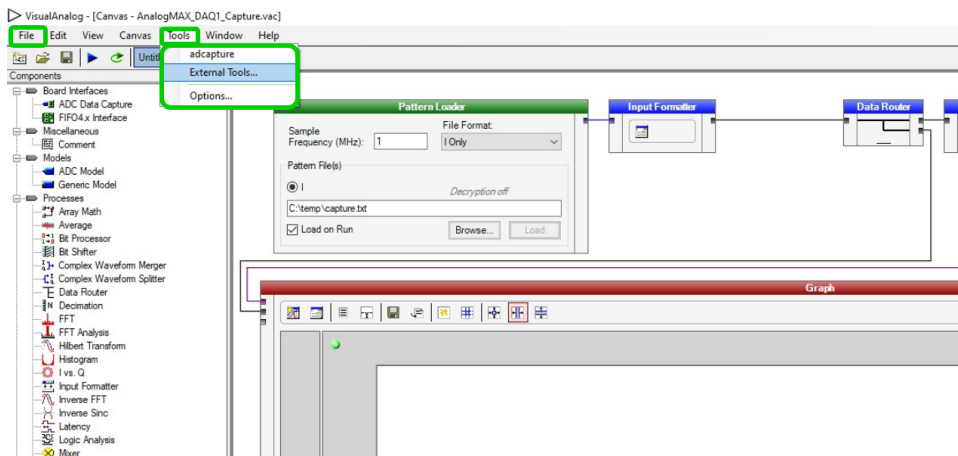 VisualAnalog - [Canvas - AnalogMAX_DAQ1_Capture.vac]
File Edit View Canvas Tools Window Help
adcapture
External Tools...
Options...
Components
Board Interfaces
ADC Data Capture
FIFO4.x Interface
Miscellaneous
Comment
Models
ADC Model
Generic Model
Processes
Array Math
Average
Bit Processor
Bit Shifter
Complex Waveform Merger
Complex Waveform Splitter
Data Router
Decimation
FFT
FFT Analysis
Hilbert Transform
Histogram
I vs. Q
Input Formatter
Inverse FFT
Inverse Sinc
Latency
Logic Analysis
Mixer
Pattern Loader
Sample
Frequency (MHz): 1
File Format:
I Only
Pattern File(s)
I
Decryption off
C:\temp\capture.txt
Load on Run Browse... Load
Input Formatter
Data Router
Graph